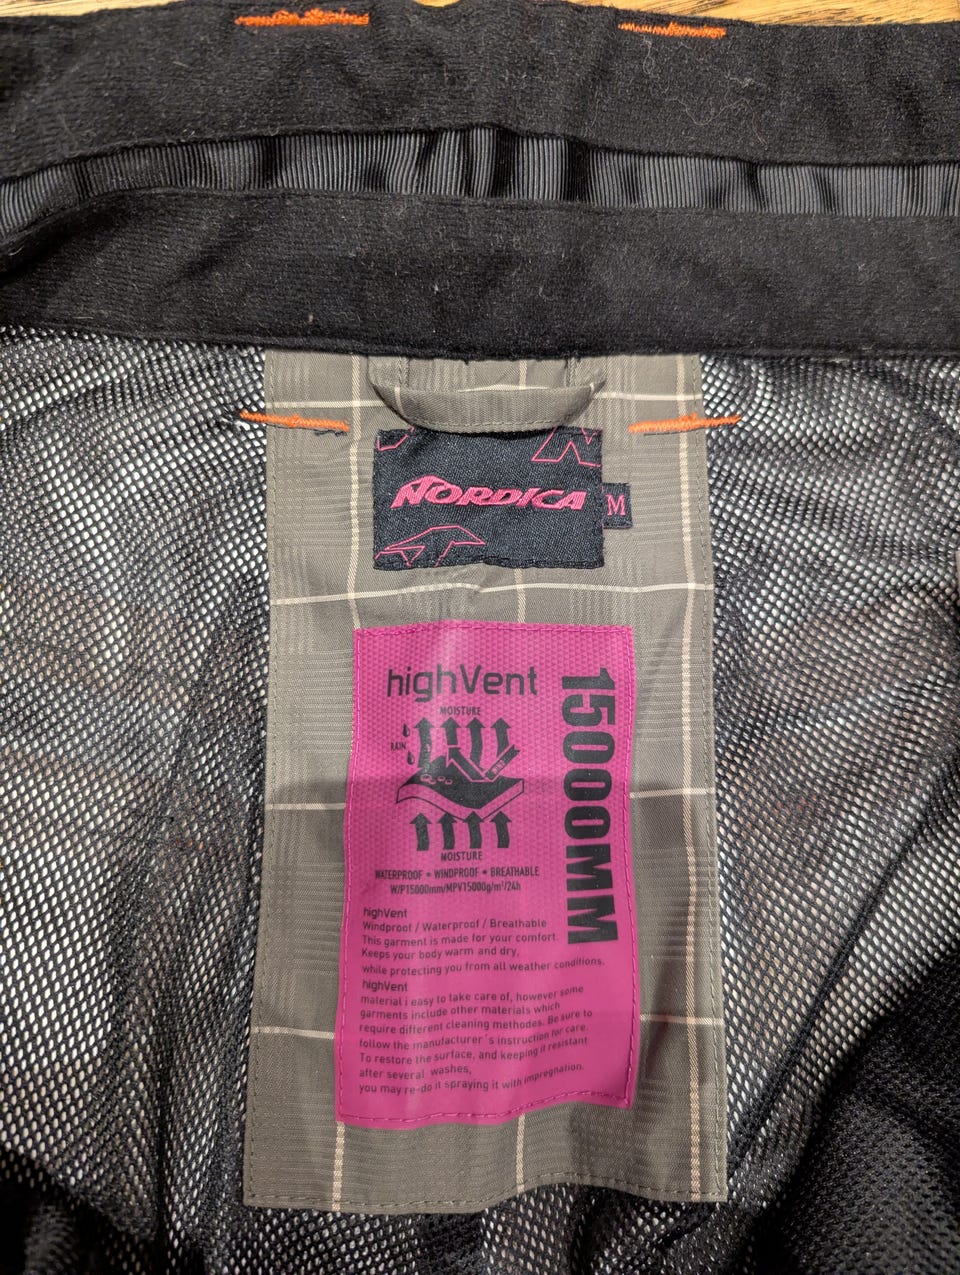 NORDICA
M
highVent
15000MM
MOISTURE
RAIN
MOISTURE
WATERPROOF • WINDPROOF • BREATHABLE
W/P15000mm/MPV15000g/m²/24h
highVent
Windproof / Waterproof / Breathable
This garment is made for your comfort.
Keeps your body warm and dry,
while protecting you from all weather conditions.
highVent
material i easy to take care of, however some
garments include other materials which
require different cleaning methodes. Be sure to
follow the manufacturer´s instruction for care.
To restore the surface, and keeping it resistant
after several washes,
you may re-do it spraying it with impregnation.